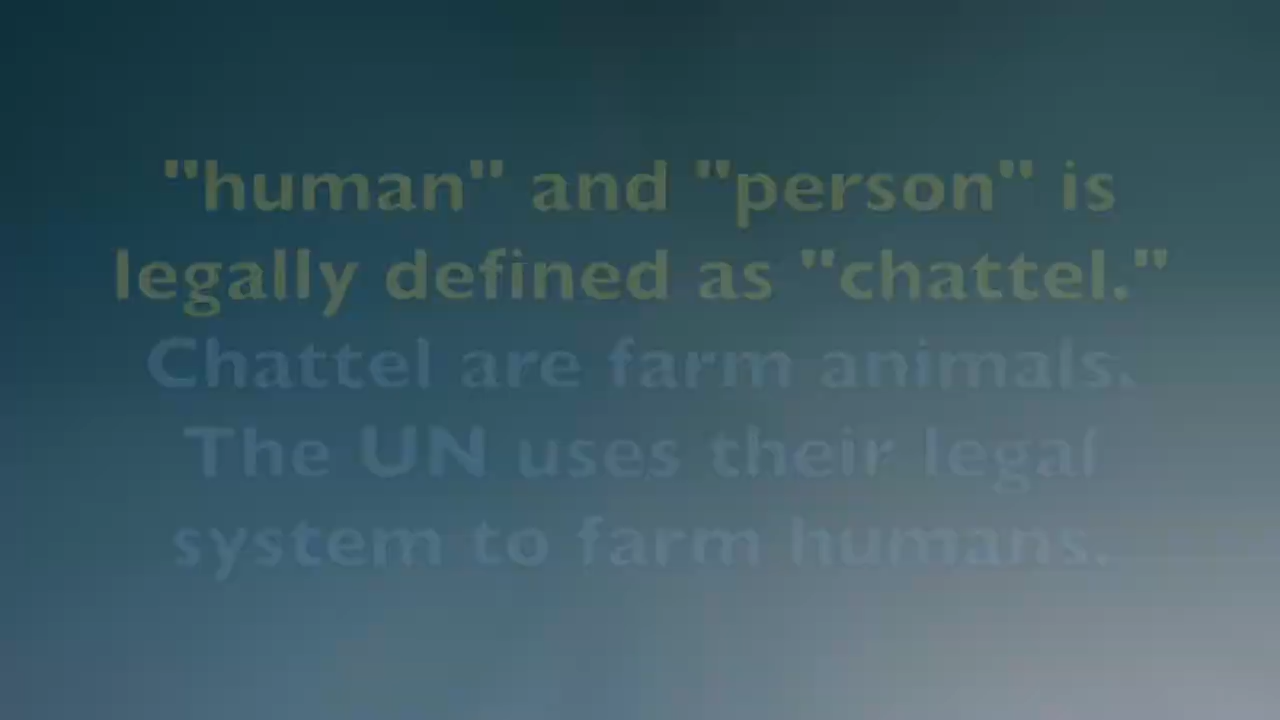 "human" and "person" is
legally defined as "chattel."
Chattel are farm animals.
The UN uses their legal
system to farm humans.